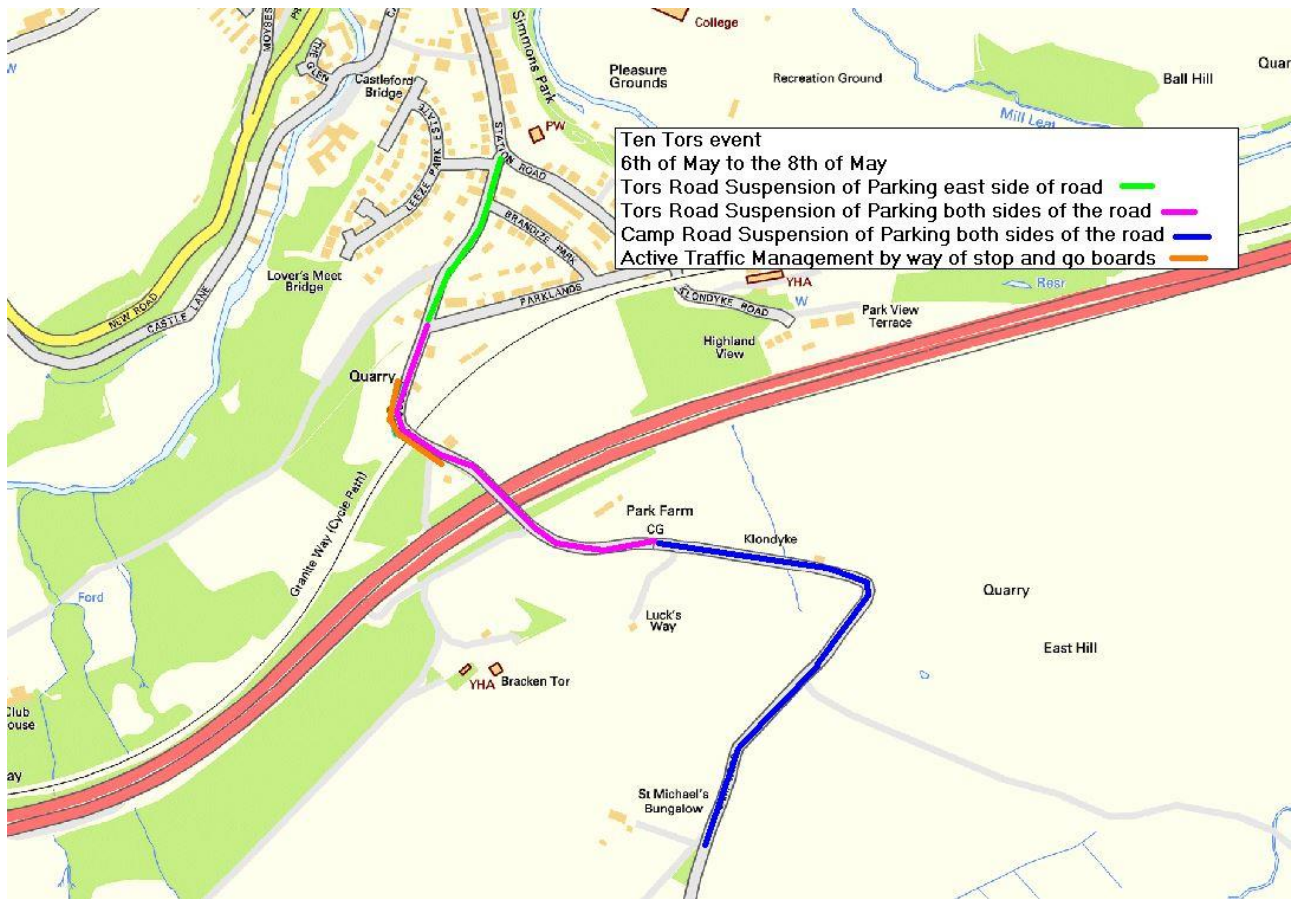 MOYSES
THE GLEN
CASTLE LANE
NEW ROAD
Castleford
Bridge
LEEZE PARK ESTATE
STATION ROAD
Simmons Park
PW
College
Pleasure
Grounds
Recreation Ground
Ball Hill
Quar
Mill Leat
W
Ten Tors event
6th of May to the 8th of May
Tors Road Suspension of Parking east side of road
Tors Road Suspension of Parking both sides of the road
Camp Road Suspension of Parking both sides of the road
Active Traffic Management by way of stop and go boards
BRANDIZE PARK
PARKLANDS
Lover's Meet
Bridge
YHA
W
Resr
KLONDYKE ROAD
Park View
Terrace
Highland
View
Quarry
Granite Way (Cycle Path)
Park Farm
CG
Klondyke
Quarry
Ford
Luck's
Way
East Hill
YHA
Bracken Tor
Club
House
ay
St Michael's
Bungalow